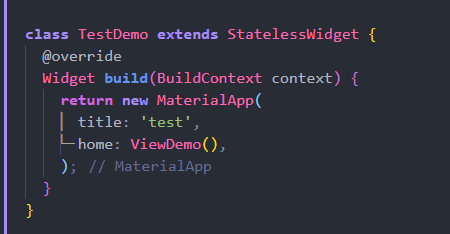 class TestDemo extends StatelessWidget {
@override
Widget build(BuildContext context) {
return new MaterialApp(
title: 'test',
home: ViewDemo(),
); // MaterialApp
}
}